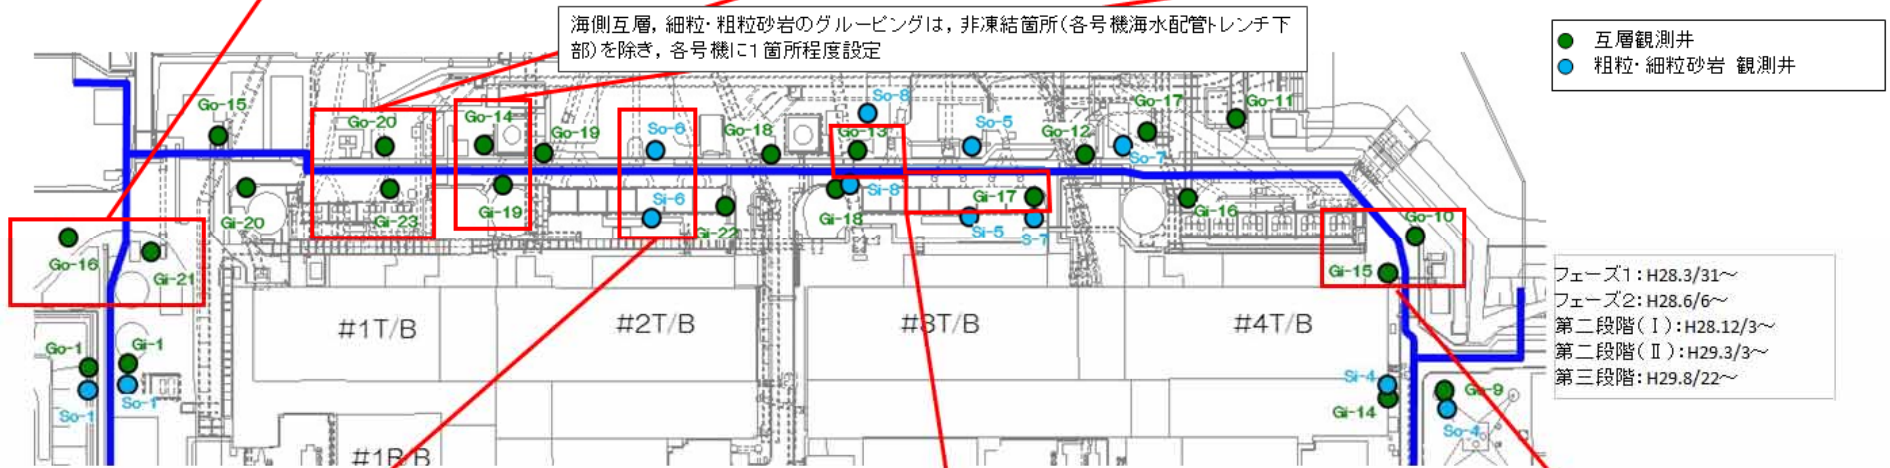 海側互層，細粒・粗粒砂岩のグルーピングは，非凍結箇所（各号機海水配管トレンチ下
部）を除き，各号機に1箇所程度設定
互層観測井
粗粒・細粒砂岩 観測井
Go-15
Go-20
Go-14
Go-19
So-6
Go-18
So-8
Go-13
So-5
Go-12
Go-17
So-7
Go-11
Gi-20
Gi-23
Gi-19
Si-6
Gi-22
Gi-18
Si-8
Gi-17
Si-5
S-7
Gi-16
Go-10
Go-16
Gi-21
Gi-15
フェーズ1：H28.3/31～
フェーズ2：H28.6/6～
第二段階（Ⅰ）：H28.12/3～
第二段階（Ⅱ）：H29.3/3～
第三段階：H29.8/22～
#1T/B
#2T/B
#3T/B
#4T/B
Go-1
Gi-1
So-1
So-1
Si-4
Gi-14
Go-9
So-4
#1R/B